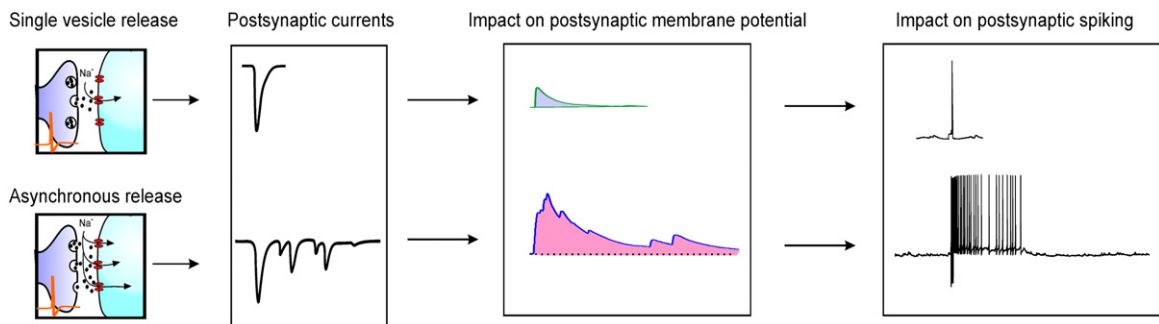 Single vesicle release
Postsynaptic currents
Impact on postsynaptic membrane potential
Impact on postsynaptic spiking
Na⁺
Asynchronous release
Na⁺